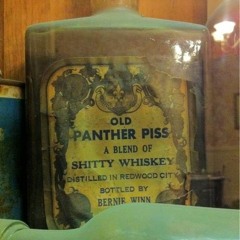 OLD
PANTHER PISS
A BLEND OF
SHITTY WHISKEY
DISTILLED IN REDWOOD CITY
BOTTLED BY
BERNIE WINN